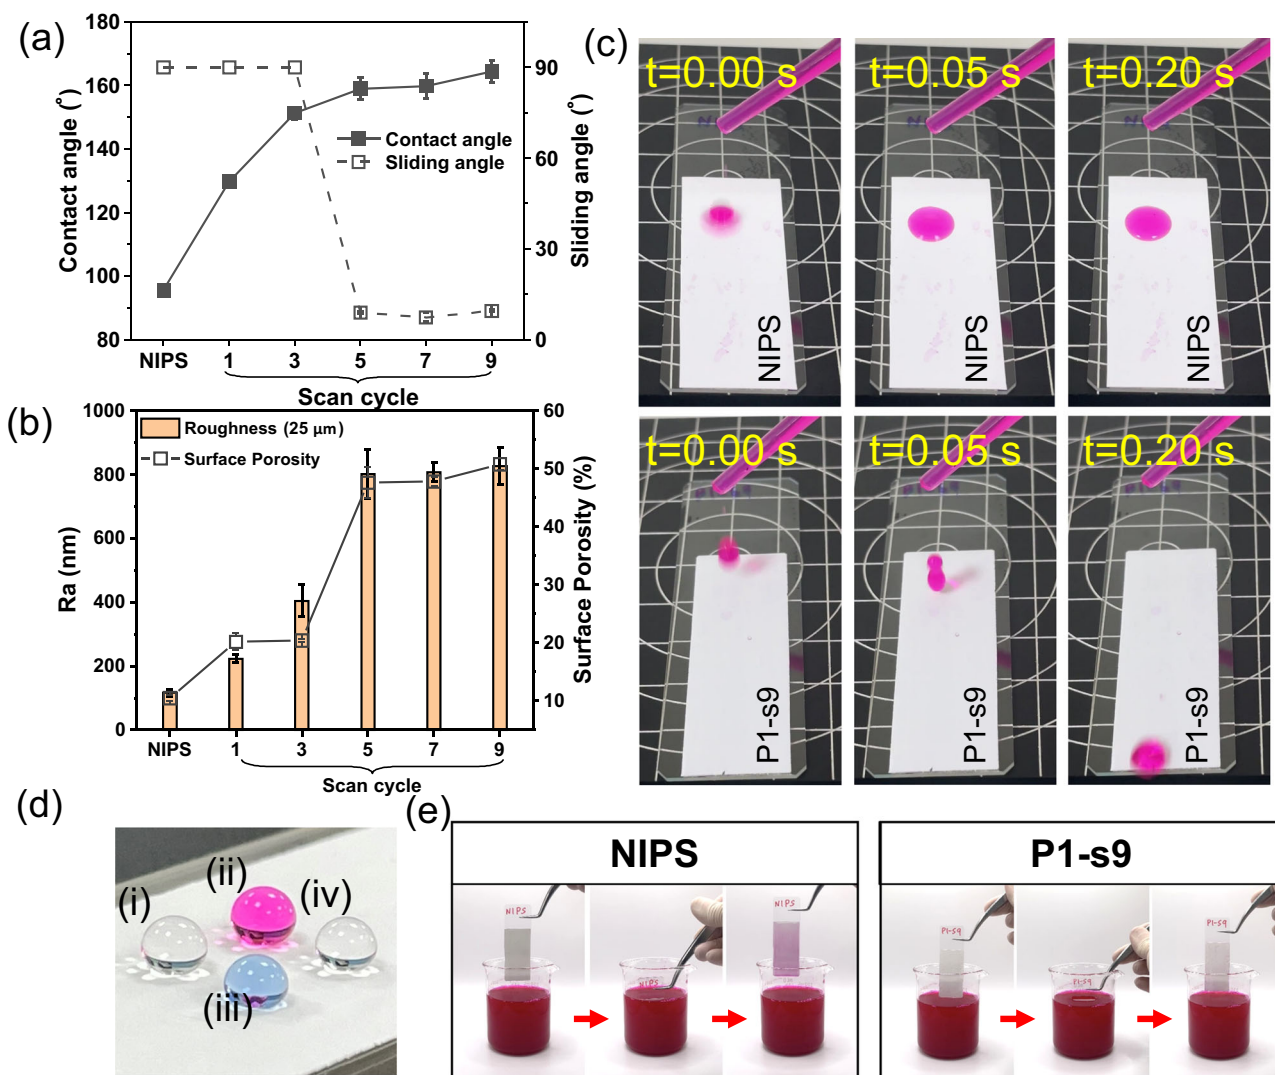 (a)
180
160
140
120
100
80
Contact angle (°)
90
60
30
0
Sliding angle (°)
Contact angle
Sliding angle
NIPS
1
3
5
7
9
Scan cycle
(b)
1000
800
600
400
200
0
Ra (nm)
60
50
40
30
20
10
Surface Porosity (%)
Roughness (25 μm)
Surface Porosity
NIPS
1
3
5
7
9
Scan cycle
(c)
t=0.00 s
t=0.05 s
t=0.20 s
NIPS
NIPS
NIPS
t=0.00 s
t=0.05 s
t=0.20 s
P1-s9
P1-s9
P1-s9
(d)
(i)
(ii)
(iii)
(iv)
(e)
NIPS
P1-s9
NIPS
NIPS
NIPS
P1-S9
P1-S9
P1-S9